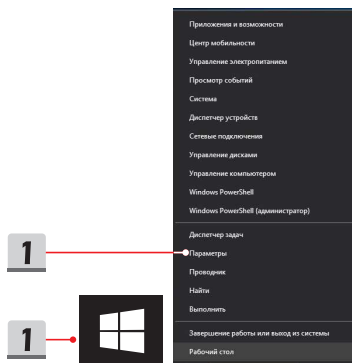 Приложения и возможности
Центр мобильности
Управление электропитанием
Просмотр событий
Система
Диспетчер устройств
Сетевые подключения
Управление дисками
Управление компьютером
Windows PowerShell
Windows PowerShell (администратор)
Диспетчер задач
1
Параметры
Проводник
Найти
Выполнить
1
Завершение работы или выход из системы
Рабочий стол